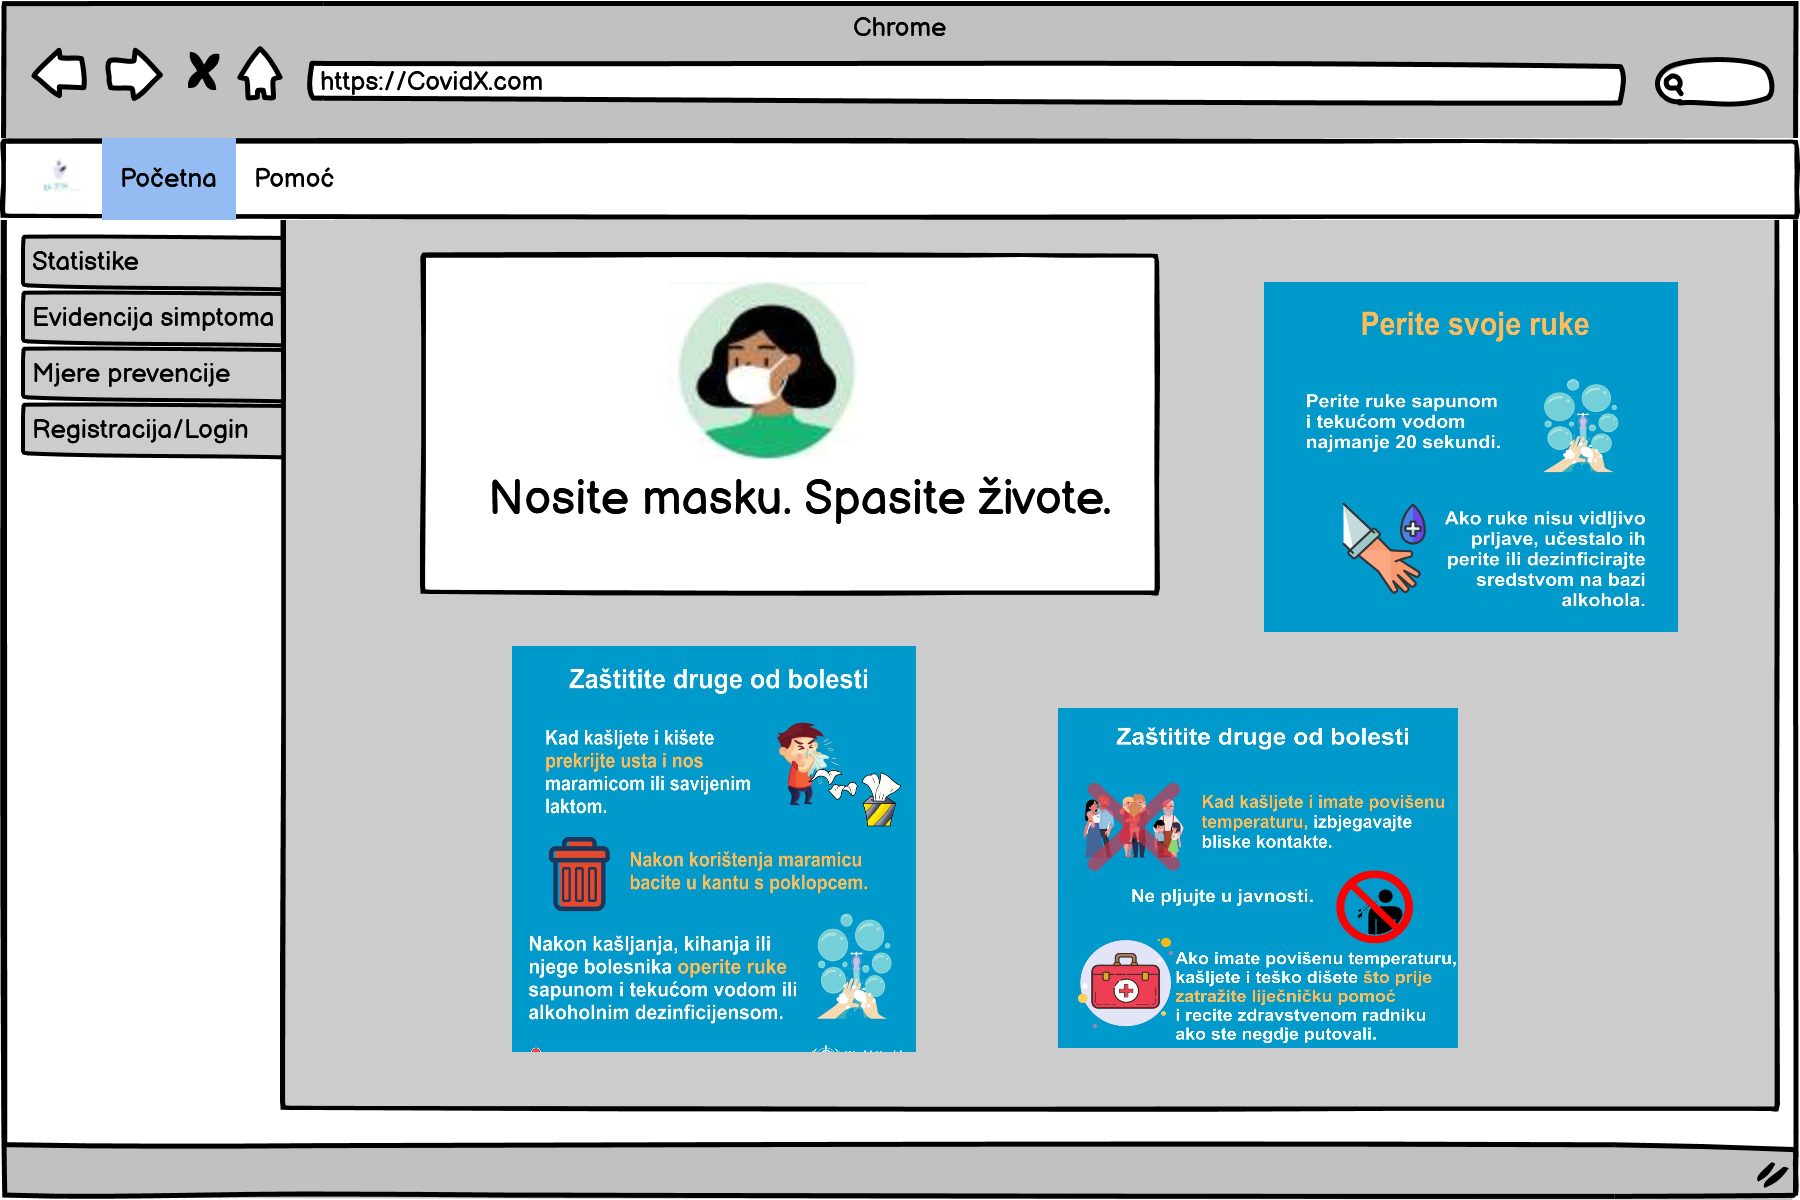 Chrome
https://CovidX.com
Početna
Pomoć
Statistike
Evidencija simptoma
Mjere prevencije
Registracija/Login
Nosite masku. Spasite živote.
Perite svoje ruke
Perite ruke sapunom
i tekućom vodom
najmanje 20 sekundi.
Ako ruke nisu vidljivo
prljave, učestalo ih
perite ili dezinficirajte
sredstvom na bazi
alkohola.
Zaštitite druge od bolesti
Kad kašljete i kišete
prekrijte usta i nos
maramicom ili savijenim
laktom.
Nakon korištenja maramicu
bacite u kantu s poklopcem.
Nakon kašljanja, kihanja ili
njege bolesnika operite ruke
sapunom i tekućom vodom ili
alkoholnim dezinficijensom.
Zaštitite druge od bolesti
Kad kašljete i imate povišenu
temperaturu, izbjegavajte
bliske kontakte.
Ne pljujte u javnosti.
Ako imate povišenu temperaturu,
kašljete i teško dišete što prije
zatražite liječničku pomoć
i recite zdravstvenom radniku
ako ste negdje putovali.